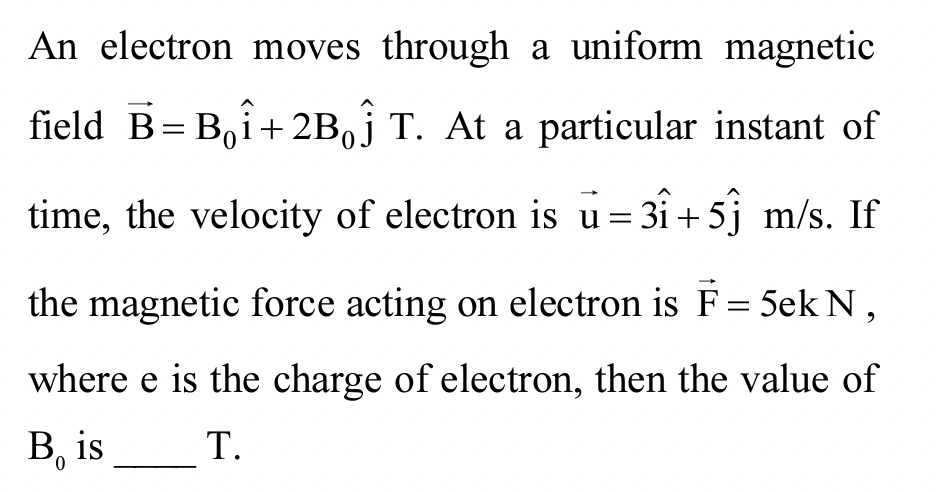 An electron moves through a uniform magnetic
field $\vec{B} = B_0\hat{i} + 2B_0\hat{j}$ T. At a particular instant of
time, the velocity of electron is $\vec{u} = 3\hat{i} + 5\hat{j}$ m/s. If
the magnetic force acting on electron is $\vec{F} = 5ek$ N ,
where e is the charge of electron, then the value of
$B_0$ is ____ T.